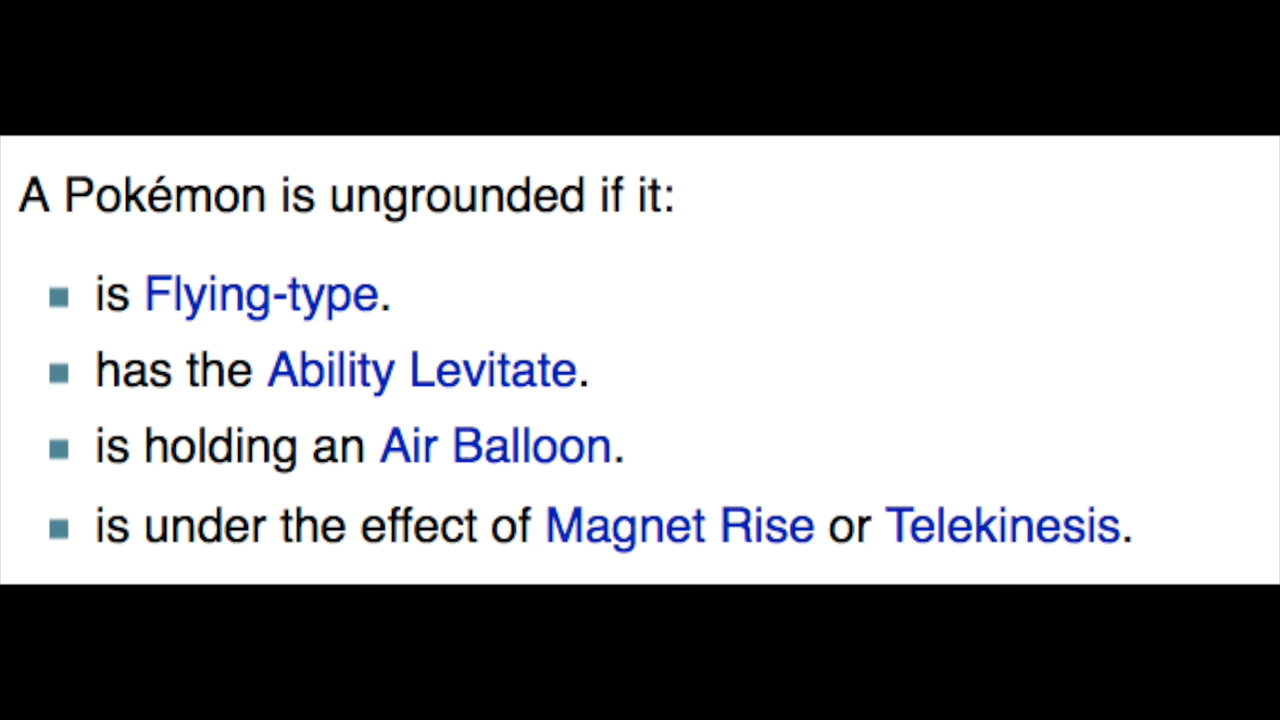 A Pokémon is ungrounded if it:
is Flying-type.
has the Ability Levitate.
is holding an Air Balloon.
is under the effect of Magnet Rise or Telekinesis.